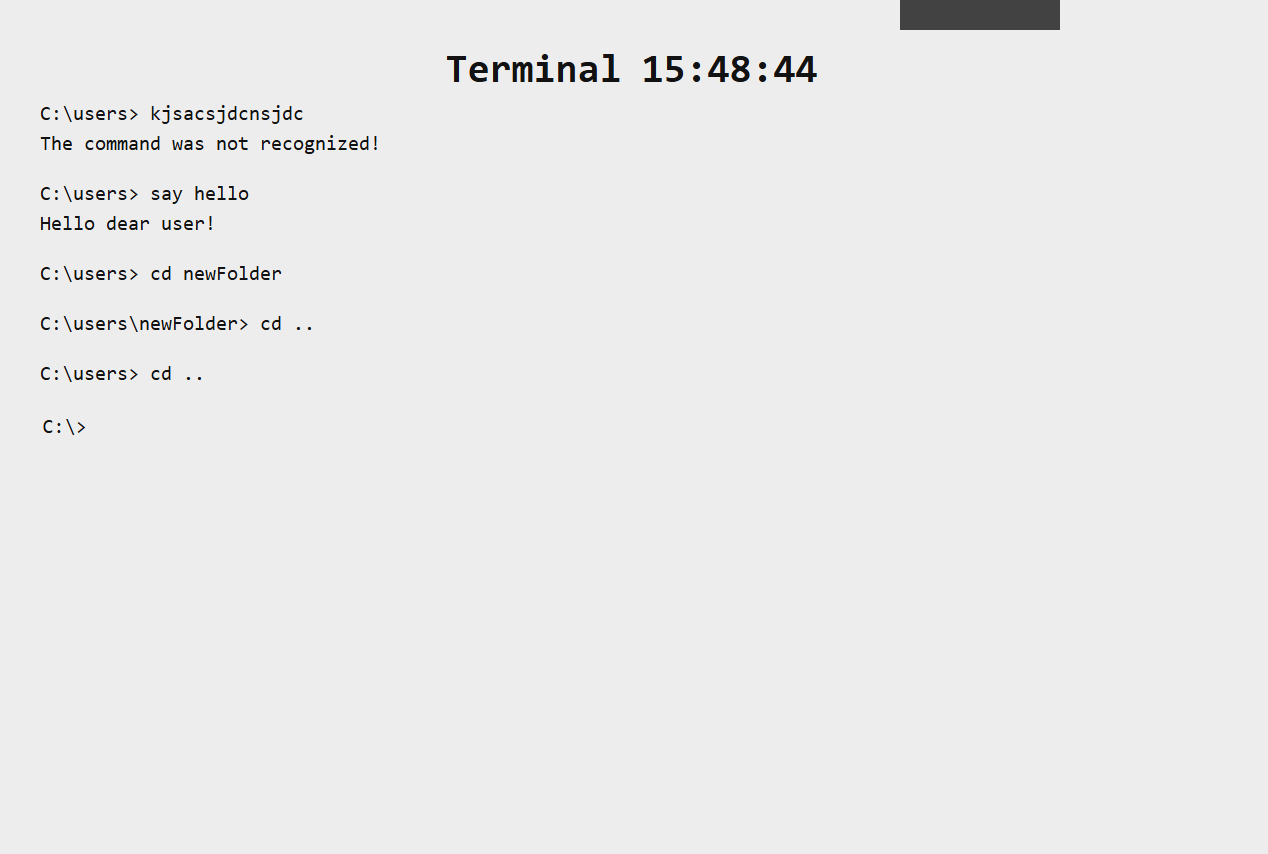 Terminal 15:48:44
C:\users> kjsacsjdcnsjdc
The command was not recognized!
C:\users> say hello
Hello dear user!
C:\users> cd newFolder
C:\users\newFolder> cd ..
C:\users> cd ..
C:\>